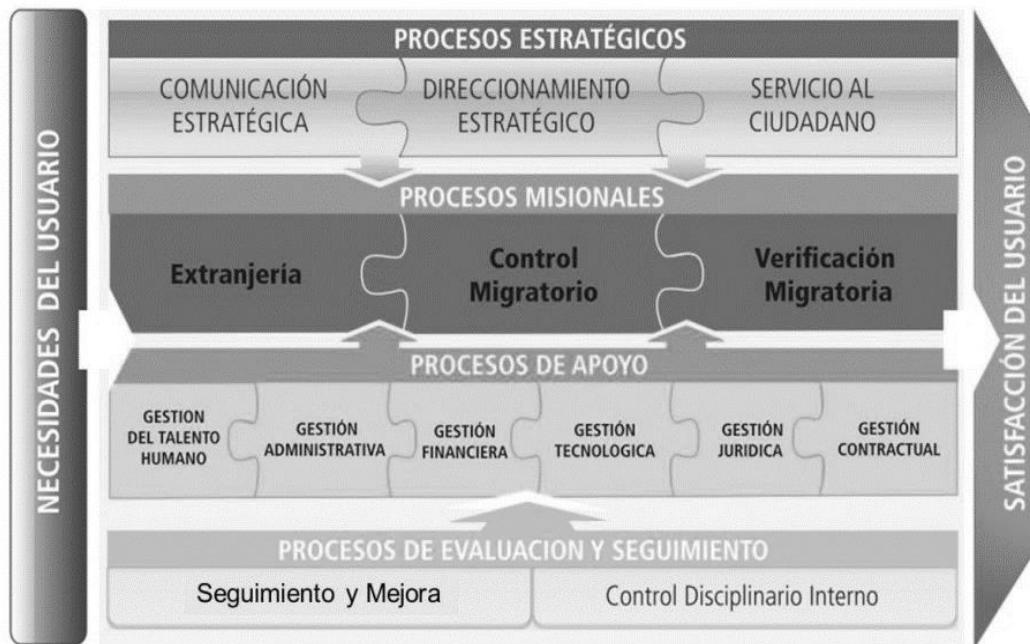 NECESIDADES DEL USUARIO
PROCESOS ESTRATÉGICOS
COMUNICACIÓN
ESTRATÉGICA
DIRECCIONAMIENTO
ESTRATÉGICO
SERVICIO AL
CIUDADANO
PROCESOS MISIONALES
Extranjería
Control
Migratorio
Verificación
Migratoria
PROCESOS DE APOYO
GESTION
DEL TALENTO
HUMANO
GESTIÓN
ADMINISTRATIVA
GESTIÓN
FINANCIERA
GESTIÓN
TECNOLOGICA
GESTIÓN
JURIDICA
GESTIÓN
CONTRACTUAL
PROCESOS DE EVALUACION Y SEGUIMIENTO
Seguimiento y Mejora
Control Disciplinario Interno
SATISFACCIÓN DEL USUARIO